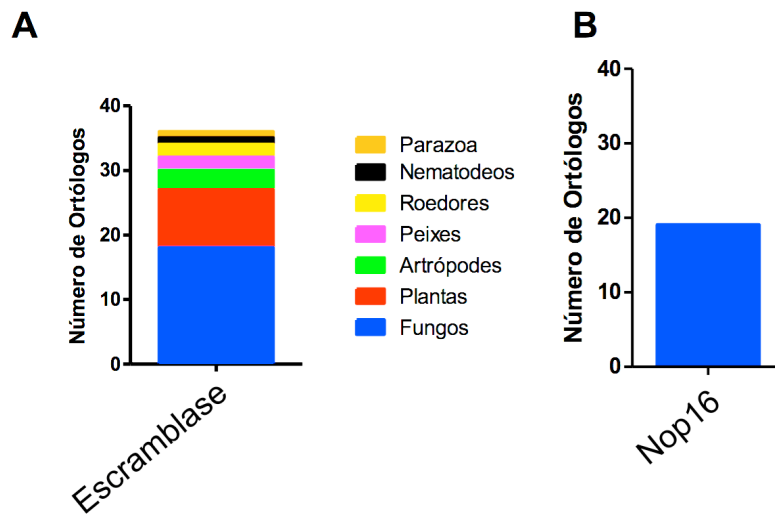 A
Número de Ortólogos
40
30
20
10
0
Escramblase
Parazoa
Nematodeos
Roedores
Peixes
Artrópodes
Plantas
Fungos
B
Número de Ortólogos
40
30
20
10
0
Nop16